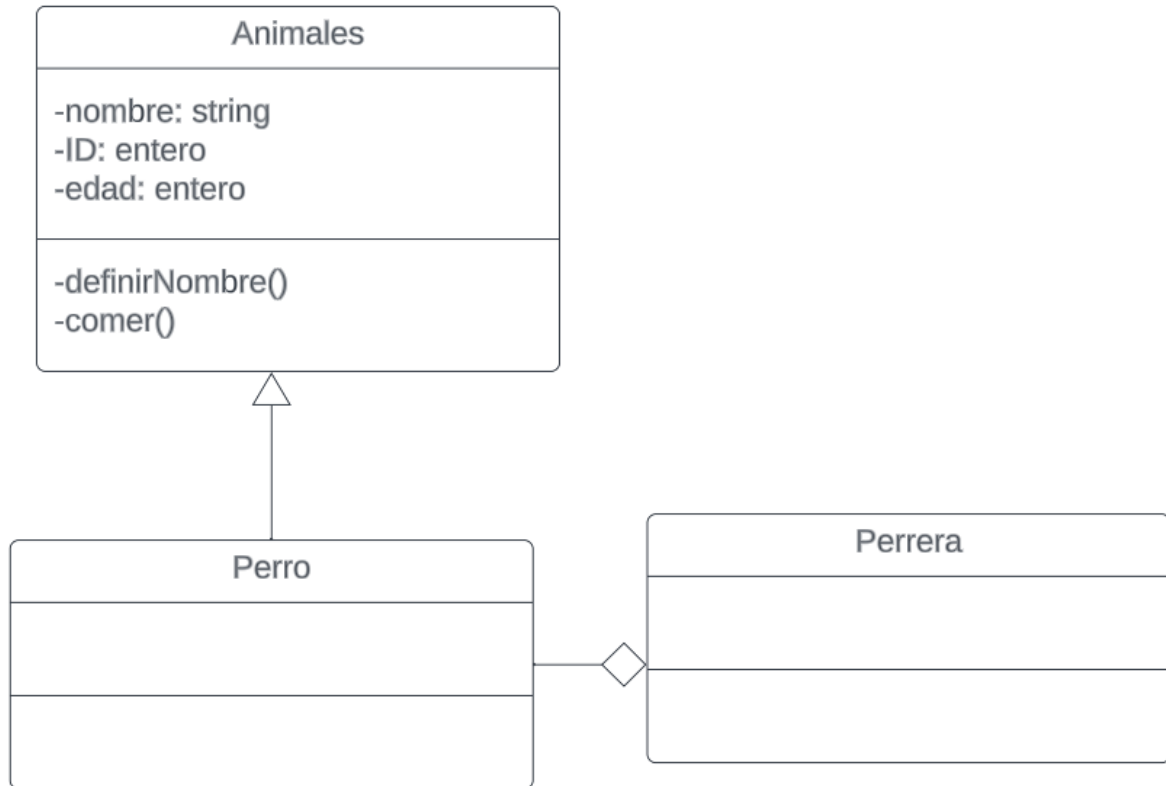 Animales
-nombre: string
-ID: entero
-edad: entero
-definirNombre()
-comer()
Perro
Perrera